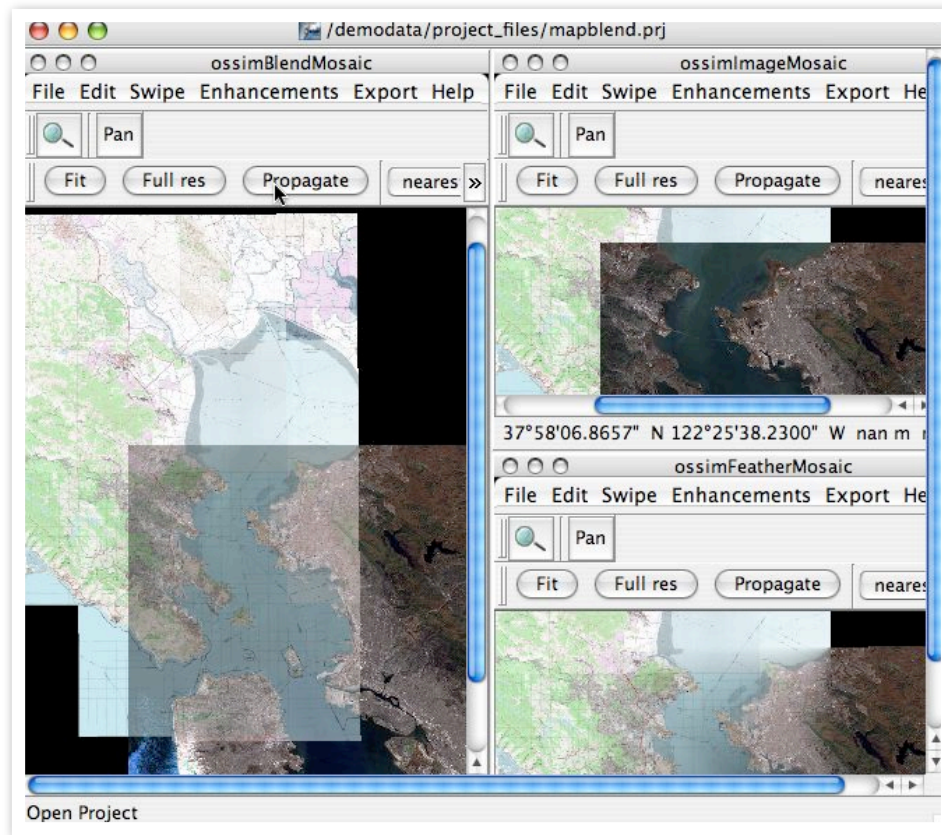 /demodata/project_files/mapblend.prj
ossimBlendMosaic
File Edit Swipe Enhancements Export Help
Pan
Fit Full res Propagate neares »
ossimImageMosaic
File Edit Swipe Enhancements Export He
Pan
Fit Full res Propagate neares
37°58'06.8657" N 122°25'38.2300" W nan m
ossimFeatherMosaic
File Edit Swipe Enhancements Export He
Pan
Fit Full res Propagate neares
Open Project